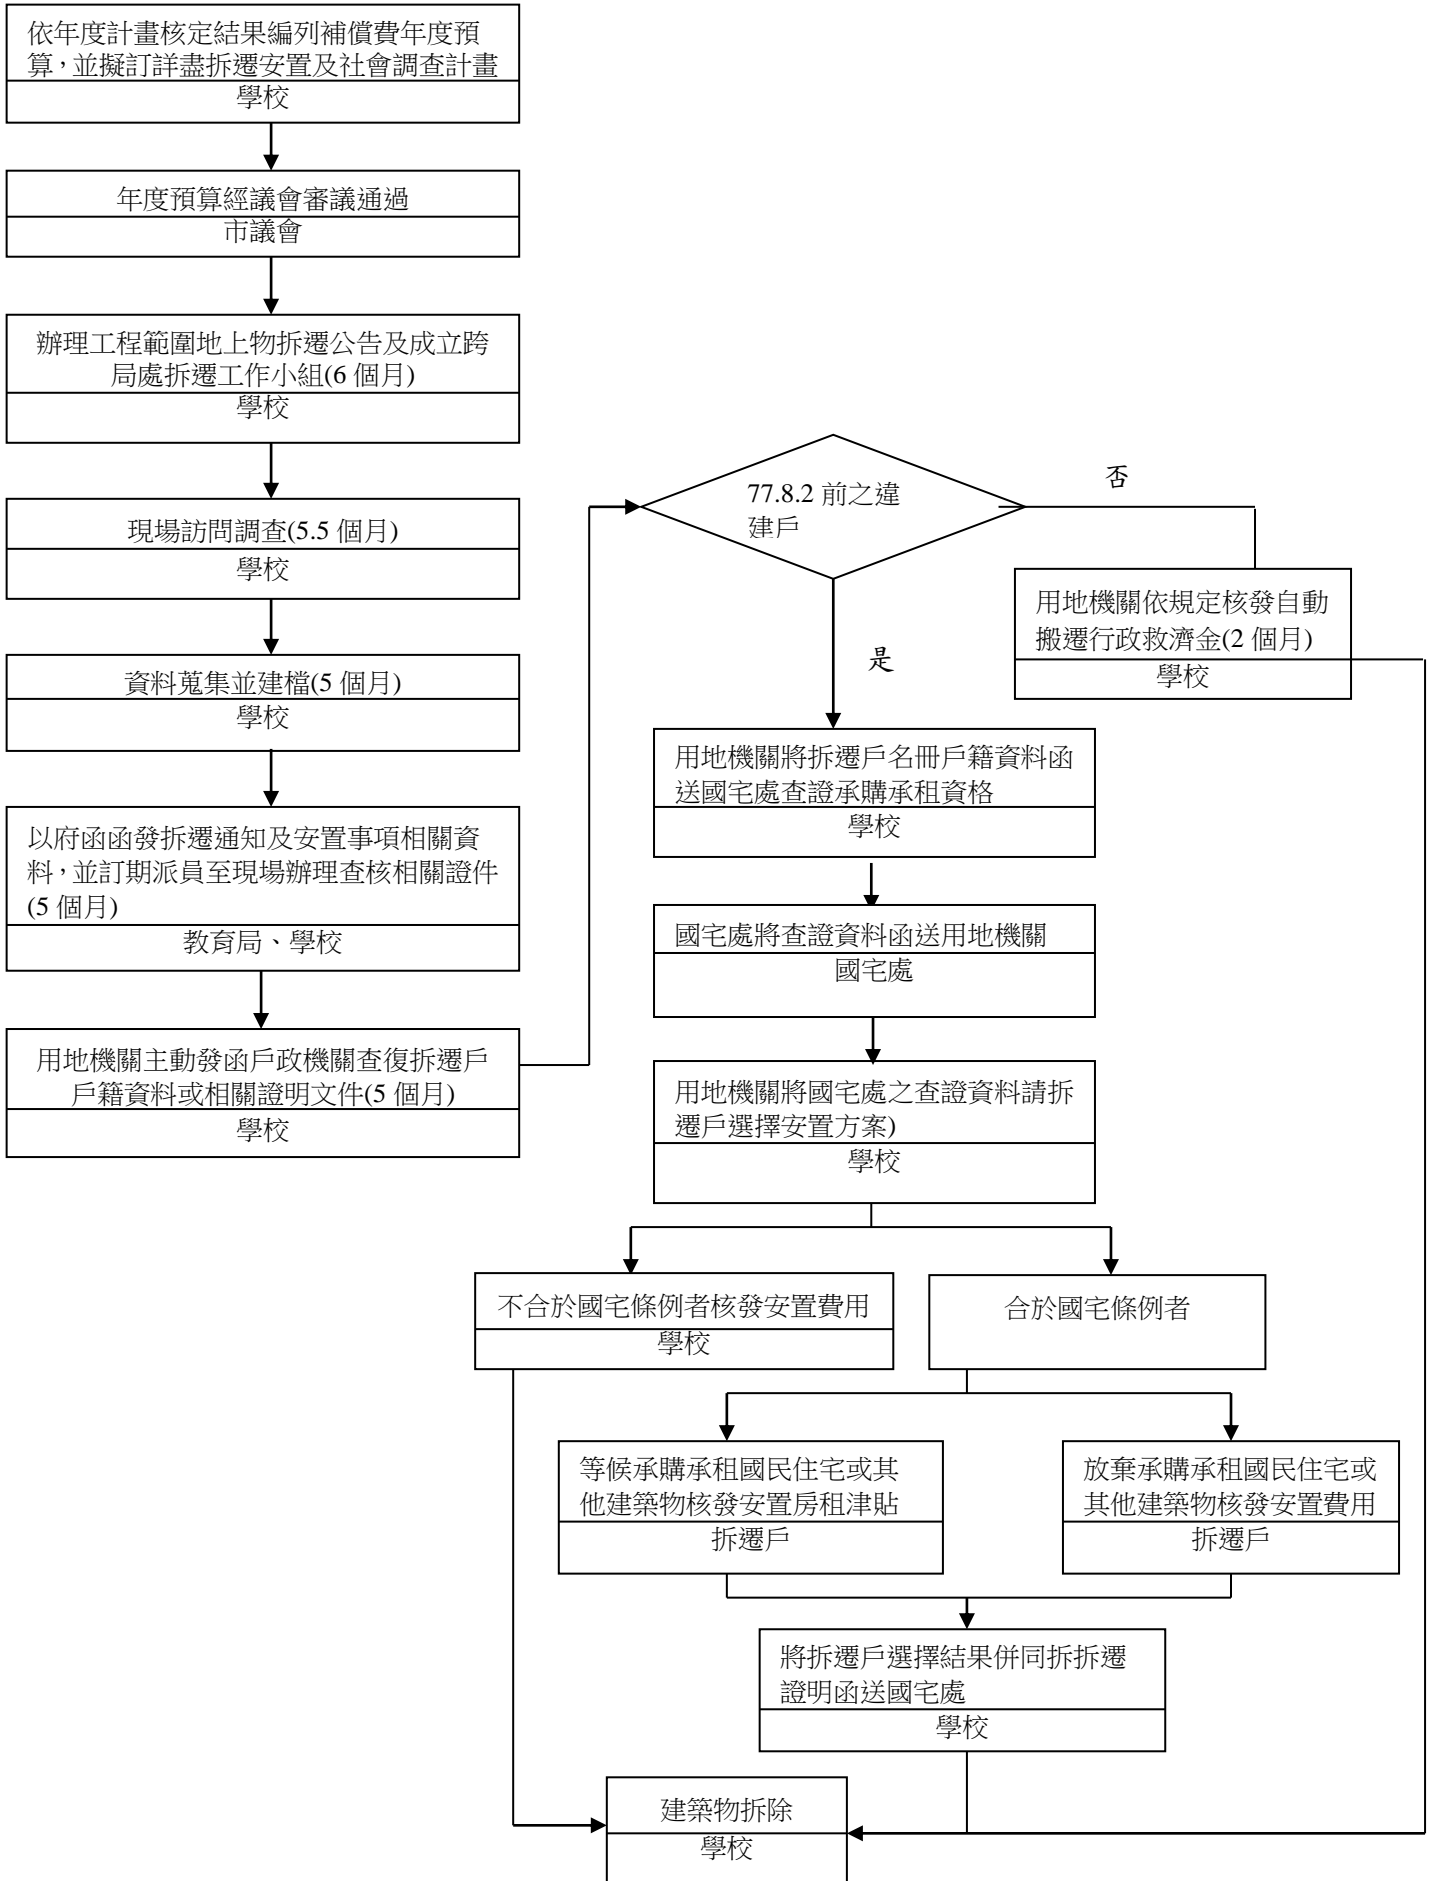 依年度計畫核定結果編列補償費年度預
算，並擬訂詳盡拆遷安置及社會調查計畫
學校
年度預算經議會審議通過
市議會
辦理工程範圍地上物拆遷公告及成立跨
局處拆遷工作小組(6 個月)
學校
現場訪問調查(5.5 個月)
學校
資料蒐集並建檔(5 個月)
學校
以府函函發拆遷通知及安置事項相關資
料，並訂期派員至現場辦理查核相關證件
(5 個月)
教育局、學校
用地機關主動發函戶政機關查復拆遷戶
戶籍資料或相關證明文件(5 個月)
學校
77.8.2 前之違
建戶
否
用地機關依規定核發自動
搬遷行政救濟金(2 個月)
學校
是
用地機關將拆遷戶名冊戶籍資料函
送國宅處查證承購承租資格
學校
國宅處將查證資料函送用地機關
國宅處
用地機關將國宅處之查證資料請拆
遷戶選擇安置方案)
學校
不合於國宅條例者核發安置費用
學校
合於國宅條例者
等候承購承租國民住宅或其
他建築物核發安置房租津貼
拆遷戶
放棄承購承租國民住宅或
其他建築物核發安置費用
拆遷戶
將拆遷戶選擇結果併同拆拆遷
證明函送國宅處
學校
建築物拆除
學校